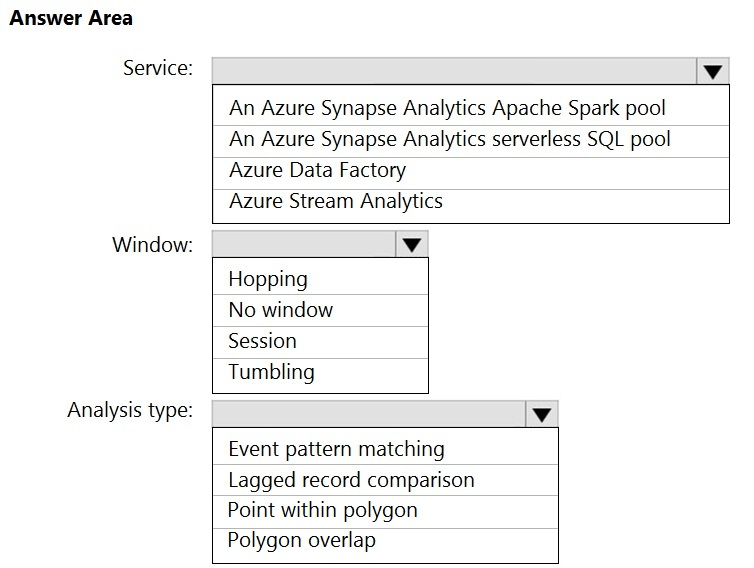 Answer Area
Service:
An Azure Synapse Analytics Apache Spark pool
An Azure Synapse Analytics serverless SQL pool
Azure Data Factory
Azure Stream Analytics
Window:
Hopping
No window
Session
Tumbling
Analysis type:
Event pattern matching
Lagged record comparison
Point within polygon
Polygon overlap